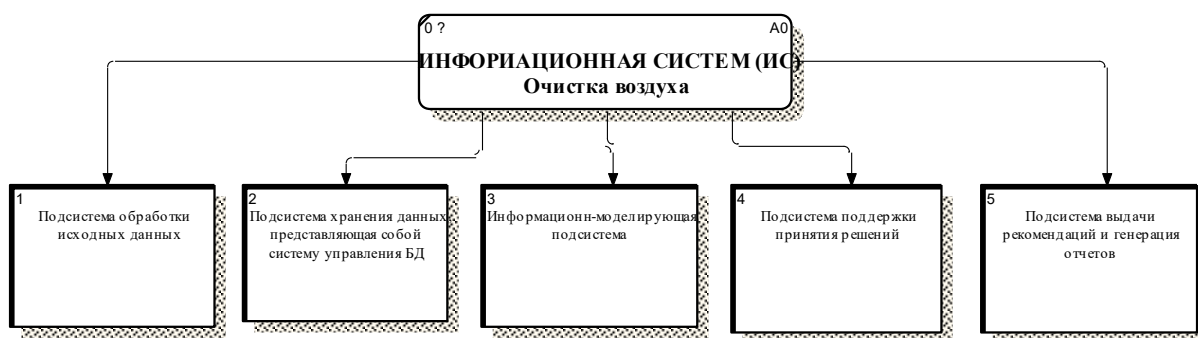 0 ?
A0
ИНФОРИАЦИОННАЯ СИСТЕМ (ИС)
Очистка воздуха
1
Подсистема обработки
исходных данных
2
Подсистема хранения данных,
представляющая собой
систему управления БД
3
Информационн-моделирующая
подсистема
4
Подсистема поддержки
принятия решений
5
Подсистема выдачи
рекомендаций и генерация
отчетов